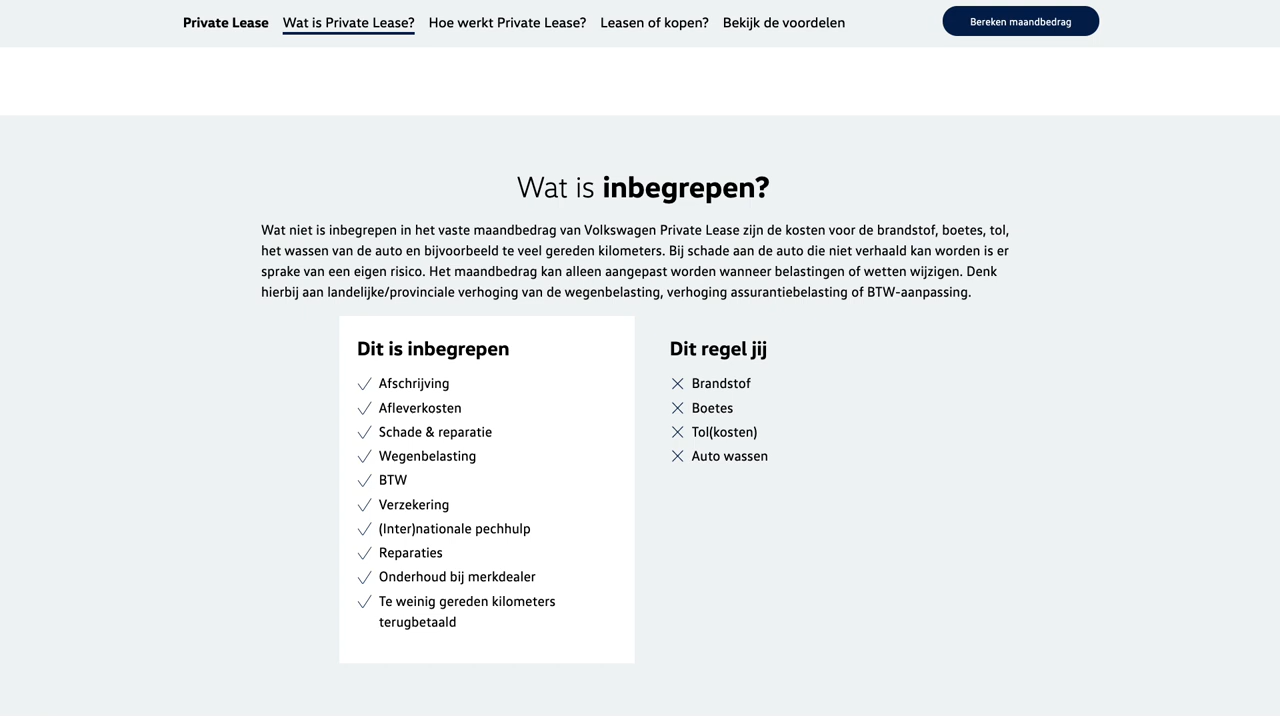 Private Lease Wat is Private Lease? Hoe werkt Private Lease? Leasen of kopen? Bekijk de voordelen Bereken maandbedrag
Wat is inbegrepen?
Wat niet is inbegrepen in het vaste maandbedrag van Volkswagen Private Lease zijn de kosten voor de brandstof, boetes, tol,
het wassen van de auto en bijvoorbeeld te veel gereden kilometers. Bij schade aan de auto die niet verhaald kan worden is er
sprake van een eigen risico. Het maandbedrag kan alleen aangepast worden wanneer belastingen of wetten wijzigen. Denk
hierbij aan landelijke/provinciale verhoging van de wegenbelasting, verhoging assurantiebelasting of BTW-aanpassing.
Dit is inbegrepen
Afschrijving
Afleverkosten
Schade & reparatie
Wegenbelasting
BTW
Verzekering
(Inter)nationale pechhulp
Reparaties
Onderhoud bij merkdealer
Te weinig gereden kilometers
terugbetaald
Dit regel jij
Brandstof
Boetes
Tol(kosten)
Auto wassen